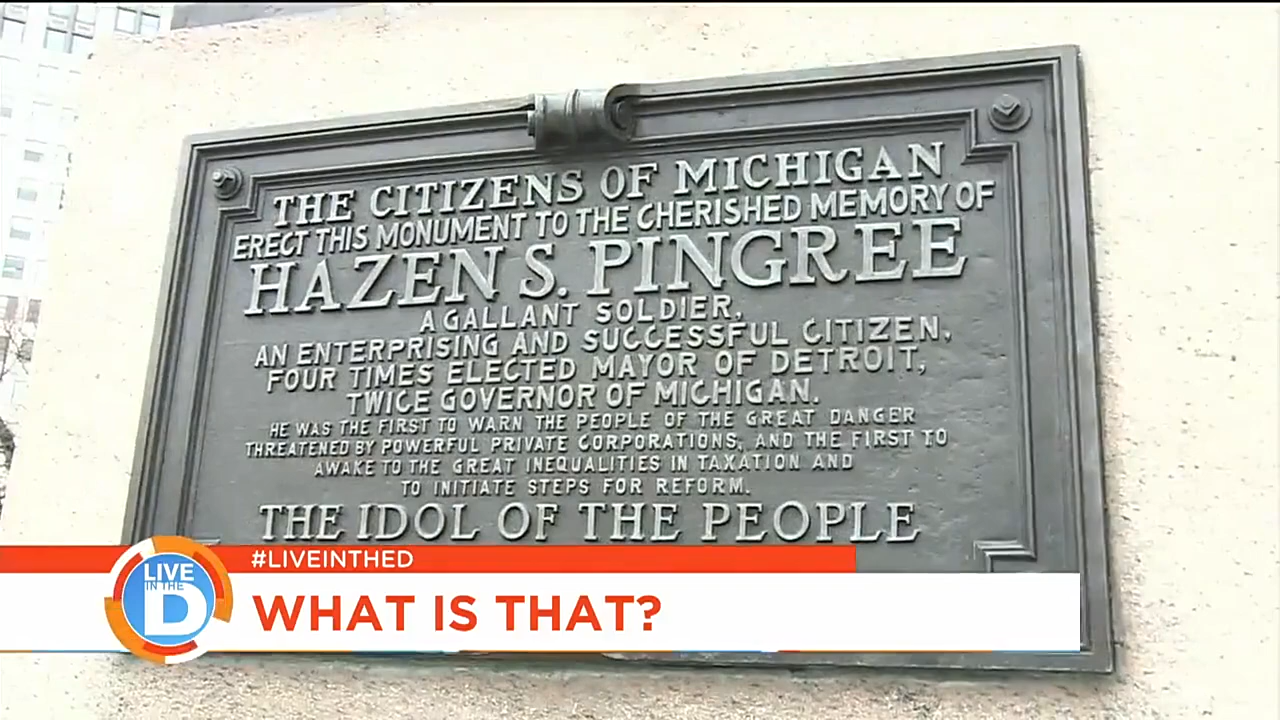 THE CITIZENS OF MICHIGAN
ERECT THIS MONUMENT TO THE CHERISHED MEMORY OF
HAZEN S. PINGREE
A GALLANT SOLDIER,
AN ENTERPRISING AND SUCCESSFUL CITIZEN,
FOUR TIMES ELECTED MAYOR OF DETROIT,
TWICE GOVERNOR OF MICHIGAN.
HE WAS THE FIRST TO WARN THE PEOPLE OF THE GREAT DANGER
THREATENED BY POWERFUL PRIVATE CORPORATIONS, AND THE FIRST TO
AWAKE TO THE GREAT INEQUALITIES IN TAXATION AND
TO INITIATE STEPS FOR REFORM.
THE IDOL OF THE PEOPLE
#LIVEINTHED
LIVE
IN THE
D
WHAT IS THAT?